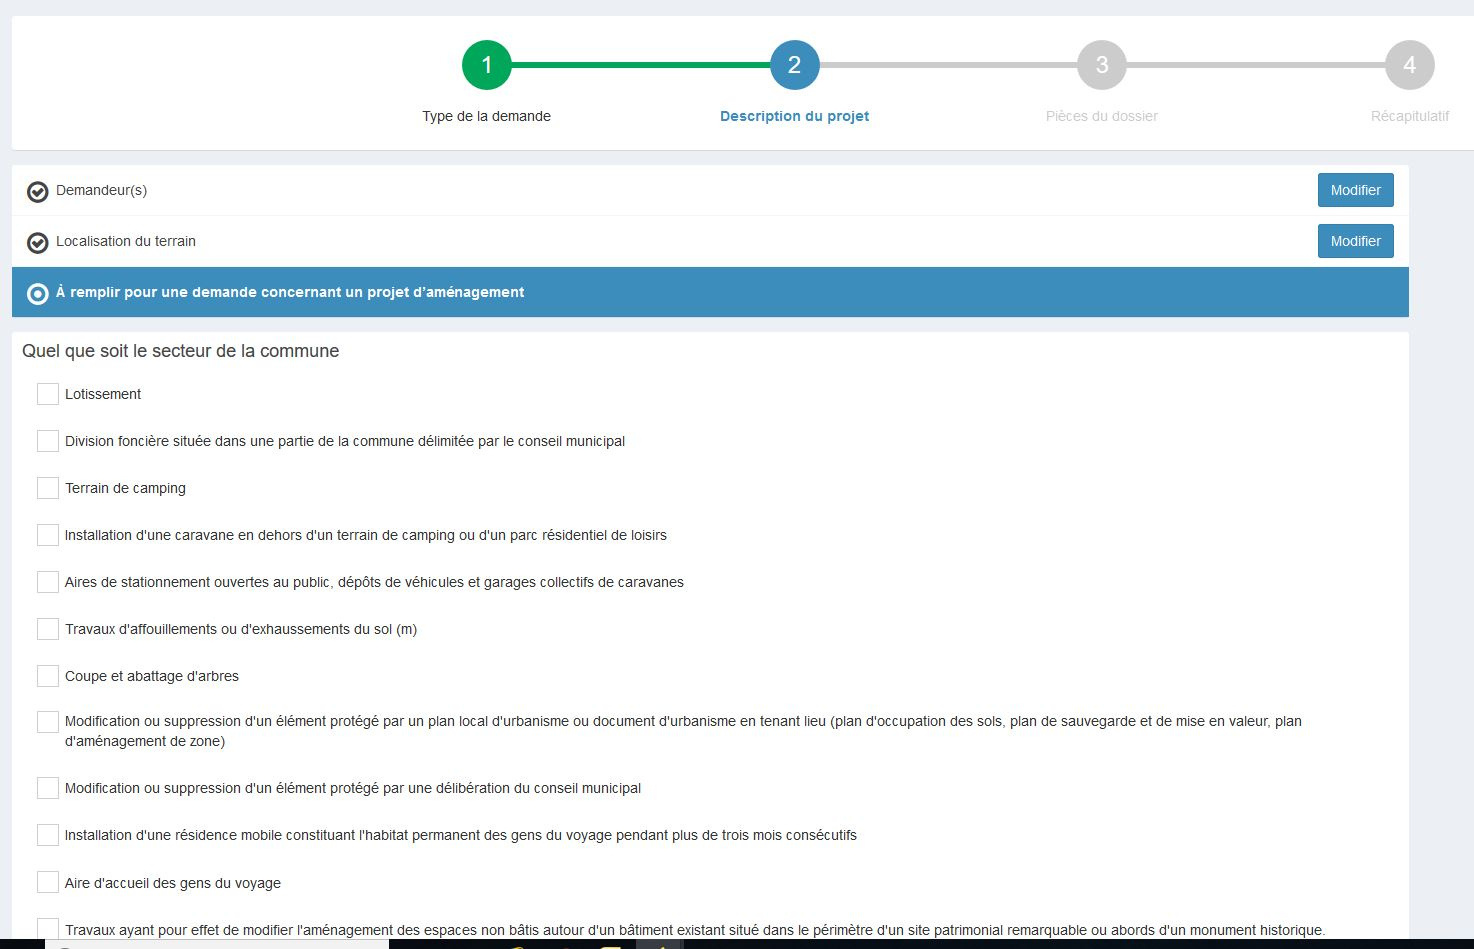 1
2
3
4
Type de la demande
Description du projet
Pièces du dossier
Récapitulatif
Demandeur(s)
Modifier
Localisation du terrain
Modifier
À remplir pour une demande concernant un projet d’aménagement
Quel que soit le secteur de la commune
Lotissement
Division foncière située dans une partie de la commune délimitée par le conseil municipal
Terrain de camping
Installation d'une caravane en dehors d'un terrain de camping ou d'un parc résidentiel de loisirs
Aires de stationnement ouvertes au public, dépôts de véhicules et garages collectifs de caravanes
Travaux d'affouillements ou d'exhaussements du sol (m)
Coupe et abattage d'arbres
Modification ou suppression d'un élément protégé par un plan local d'urbanisme ou document d'urbanisme en tenant lieu (plan d'occupation des sols, plan de sauvegarde et de mise en valeur, plan
d'aménagement de zone)
Modification ou suppression d'un élément protégé par une délibération du conseil municipal
Installation d'une résidence mobile constituant l'habitat permanent des gens du voyage pendant plus de trois mois consécutifs
Aire d'accueil des gens du voyage
Travaux ayant pour effet de modifier l'aménagement des espaces non bâtis autour d'un bâtiment existant situé dans le périmètre d'un site patrimonial remarquable ou abords d'un monument historique.